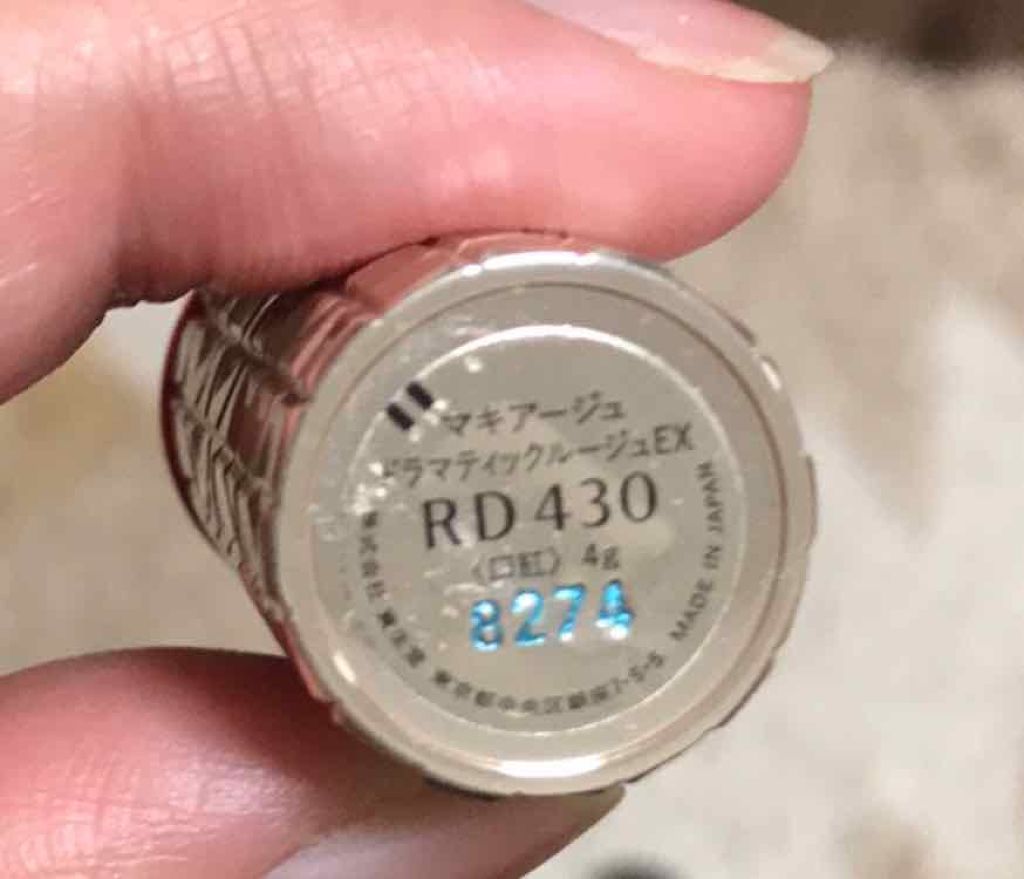 マキアージュ
ドラマティックルージュEX
RD430
〈口紅〉 4g
8274
株式会社 資生堂 東京都中央区銀座7-5-5 MADE IN JAPAN